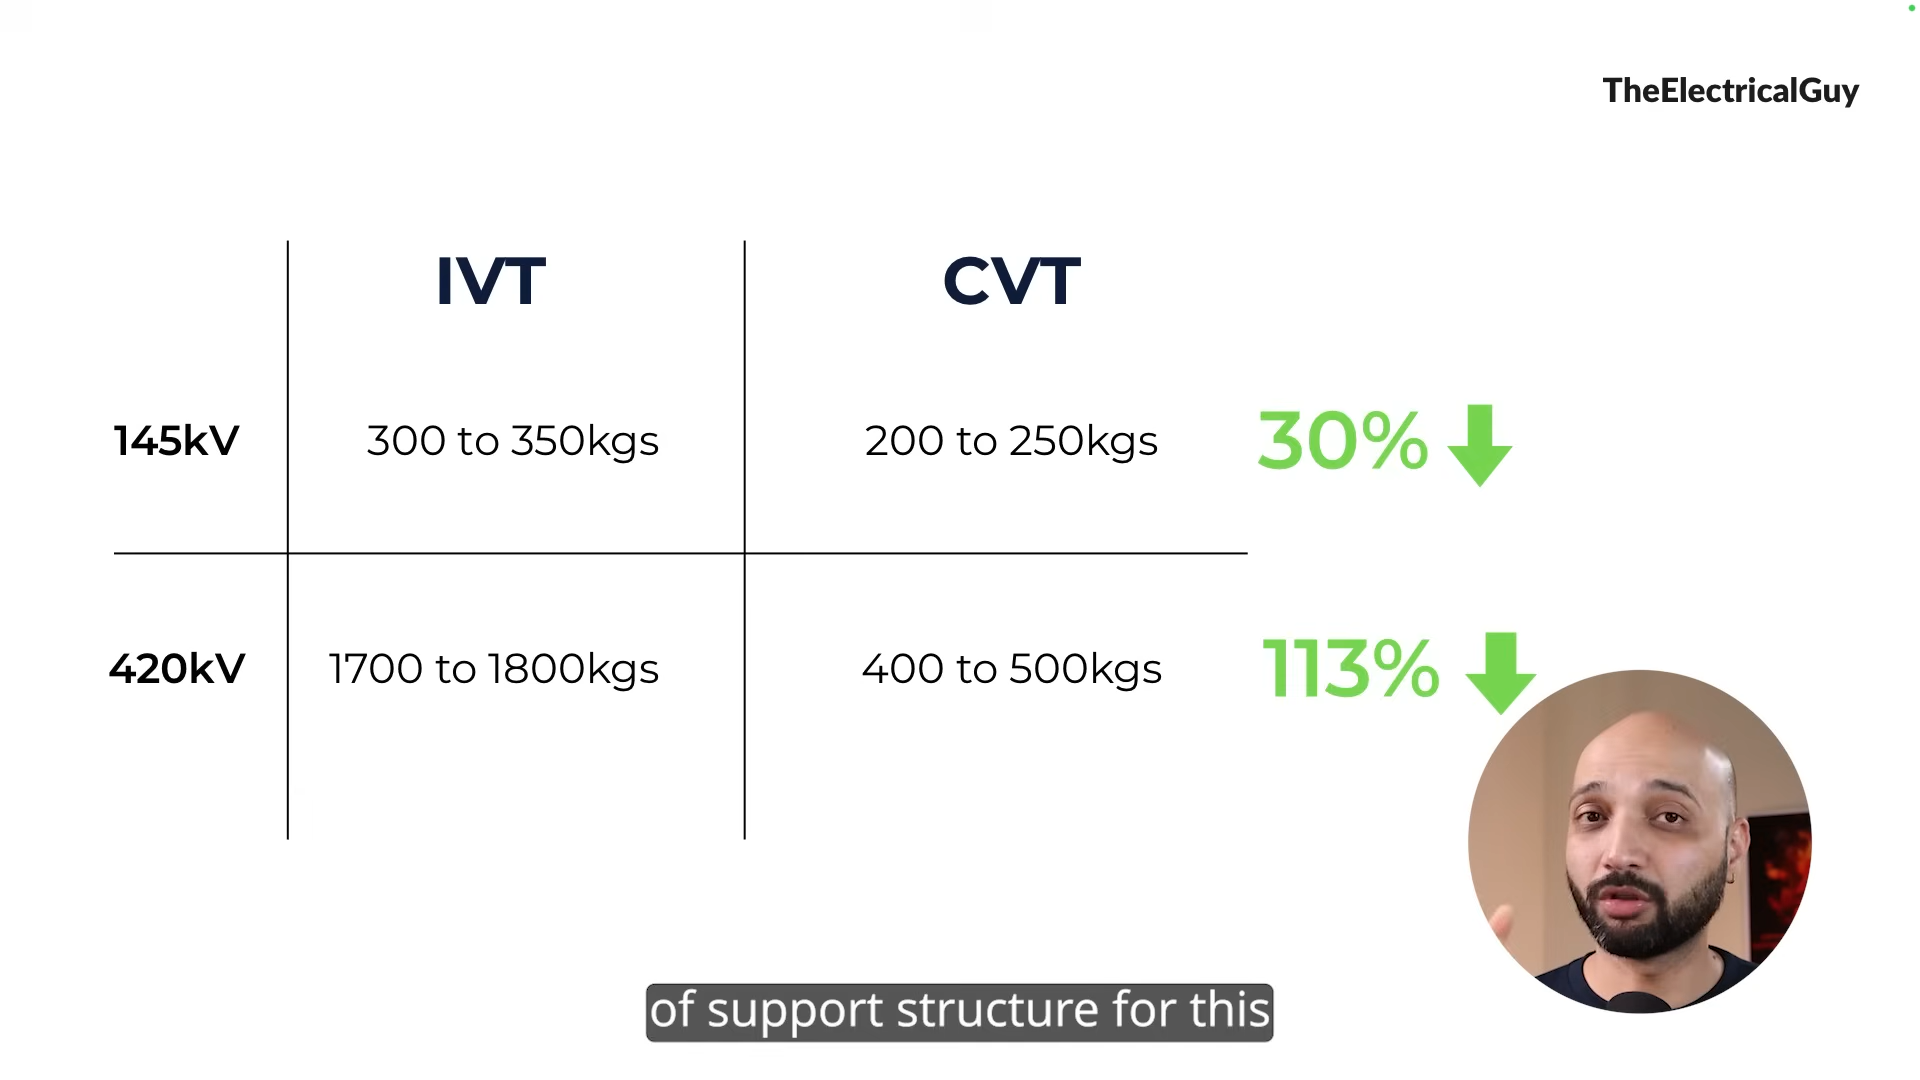 TheElectricalGuy
IVT CVT
145kV 300 to 350kgs 200 to 250kgs 30%
420kV 1700 to 1800kgs 400 to 500kgs 113%
of support structure for this